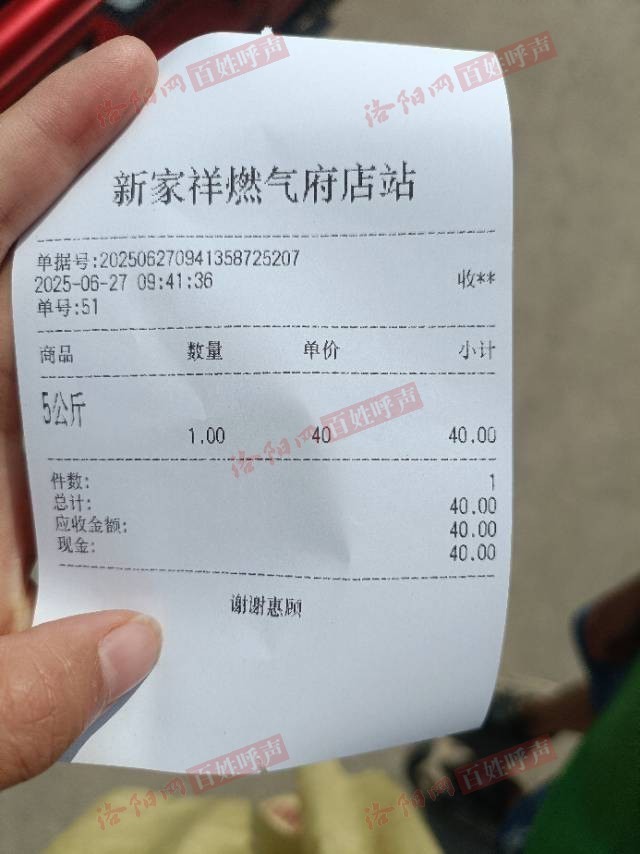 洛阳网 百姓呼声
洛阳网 百姓呼声
新家祥燃气府店站
单据号:202506270941358725207
2025-06-27 09:41:36 收**
单号:51
商品 数量 单价 小计
5公斤
1.00 40 40.00
洛阳网 百姓呼声
件数: 1
总计: 40.00
应收金额: 40.00
现金: 40.00
谢谢惠顾
洛阳网 百姓呼声
洛阳网 百姓呼声